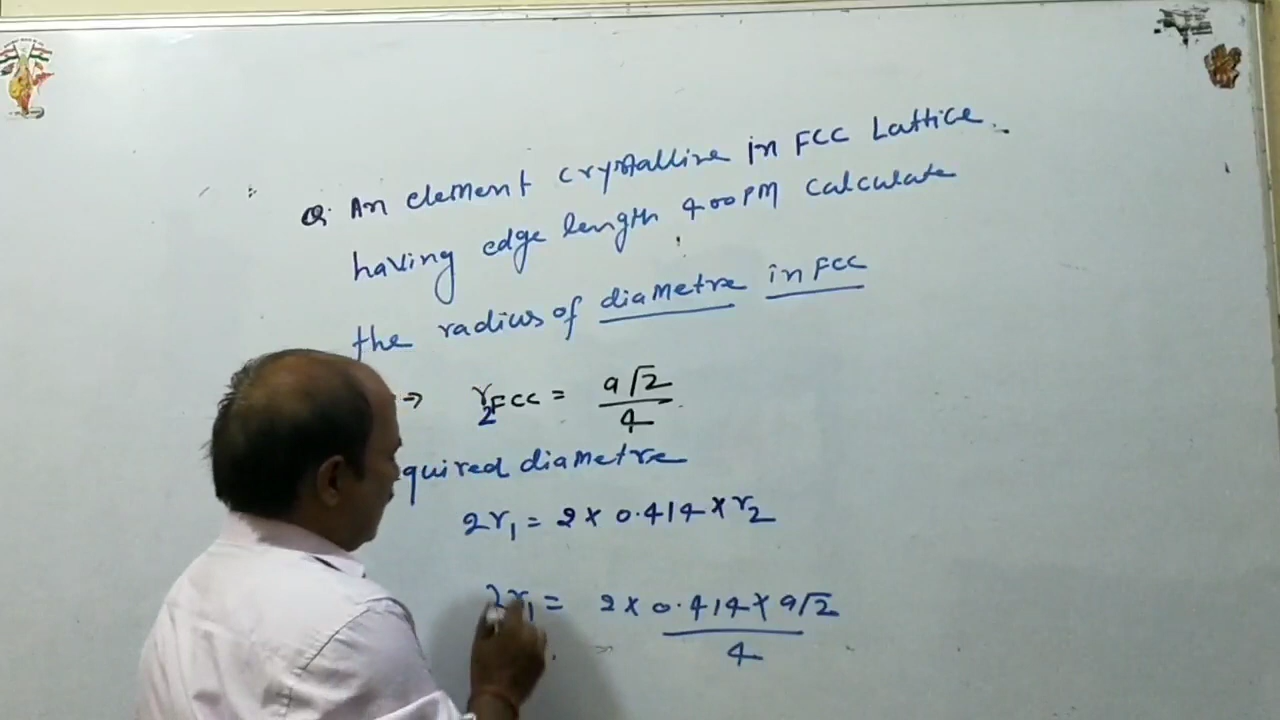 Q. An element crystalline in FCC Lattice.
having edge length 400PM calculate
the radius of diametre in FCC
⇒ r₂FCC = a√2/4
quired diametre
2r₁ = 2 × 0.414 × r₂
2r₁ = 2 × 0.414 × a√2/4